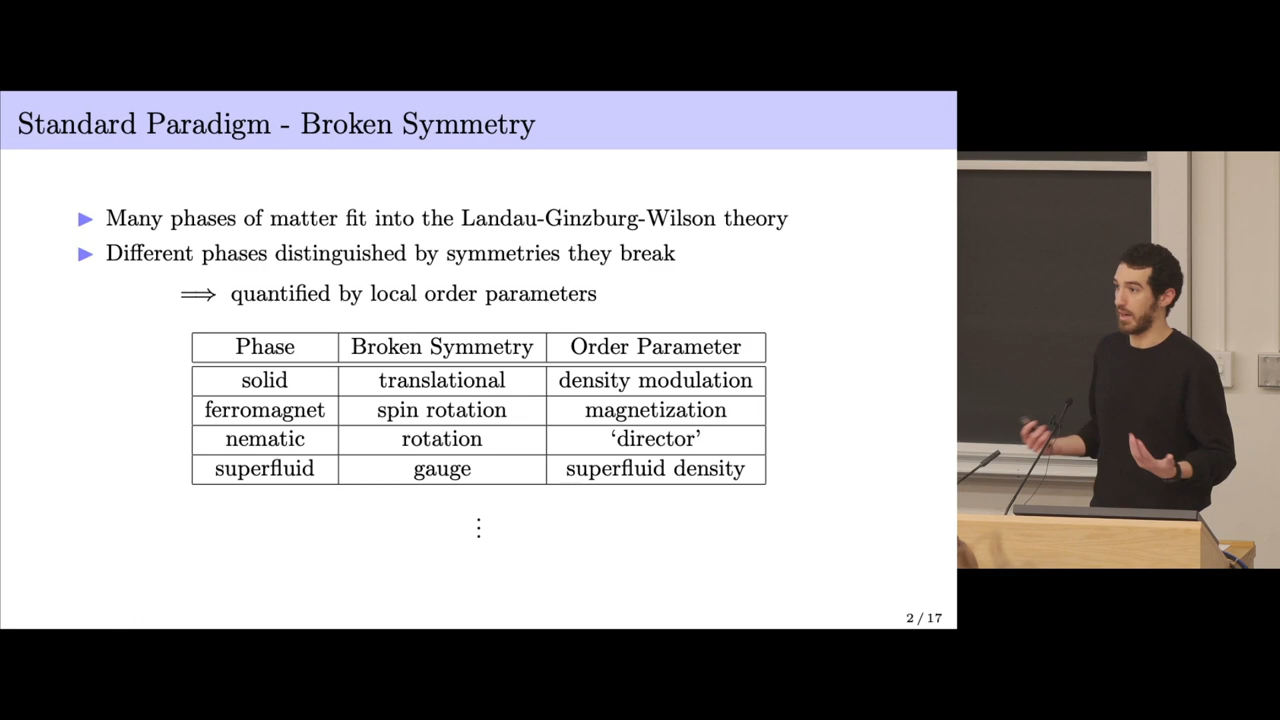 Standard Paradigm - Broken Symmetry
▶ Many phases of matter fit into the Landau-Ginzburg-Wilson theory
▶ Different phases distinguished by symmetries they break
⟹ quantified by local order parameters
Phase Broken Symmetry Order Parameter
solid translational density modulation
ferromagnet spin rotation magnetization
nematic rotation ‘director’
superfluid gauge superfluid density
⋮
2 / 17